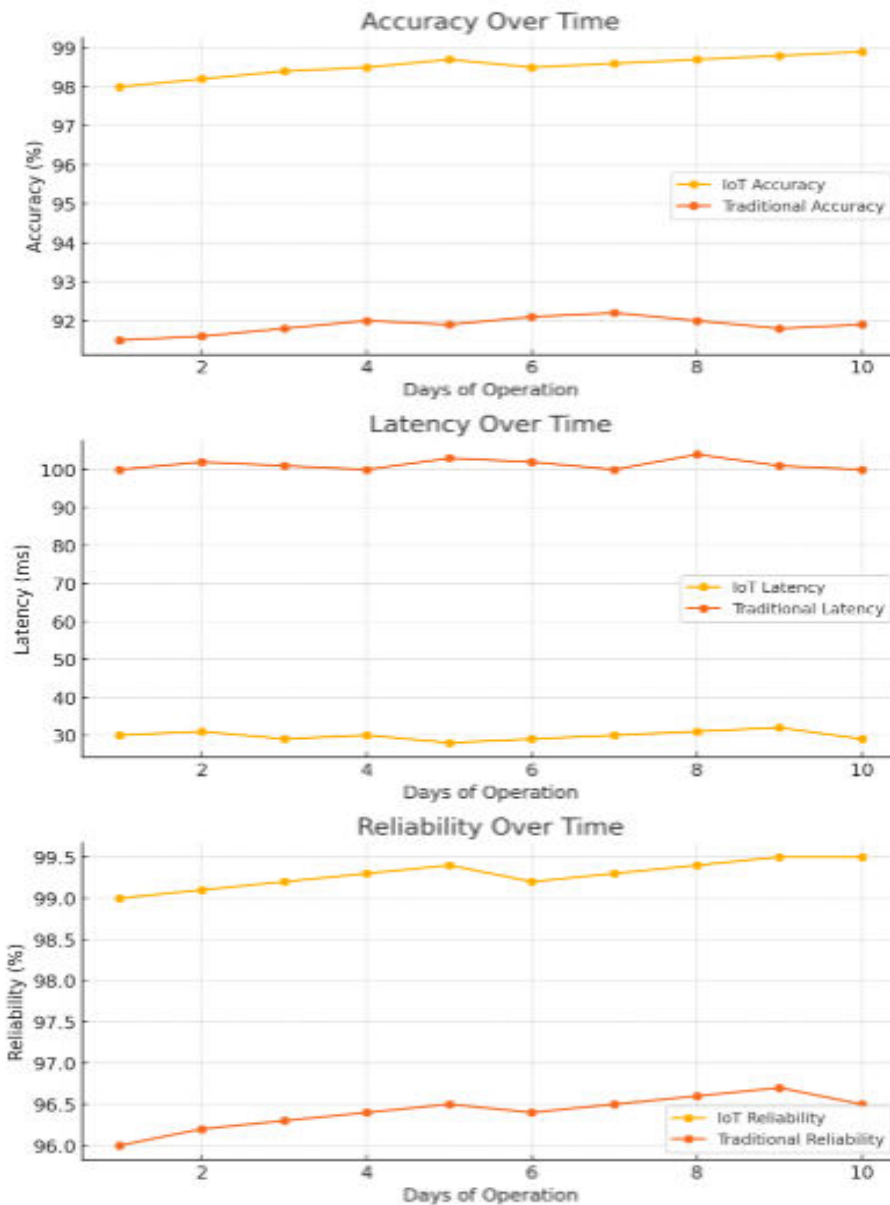 Accuracy Over Time
99
98
97
96
95
94
93
92
Accuracy (%)
IoT Accuracy
Traditional Accuracy
2 4 6 8 10
Days of Operation
Latency Over Time
100
90
80
70
60
50
40
30
Latency (ms)
IoT Latency
Traditional Latency
2 4 6 8 10
Days of Operation
Reliability Over Time
99.5
99.0
98.5
98.0
97.5
97.0
96.5
96.0
Reliability (%)
IoT Reliability
Traditional Reliability
2 4 6 8 10
Days of Operation